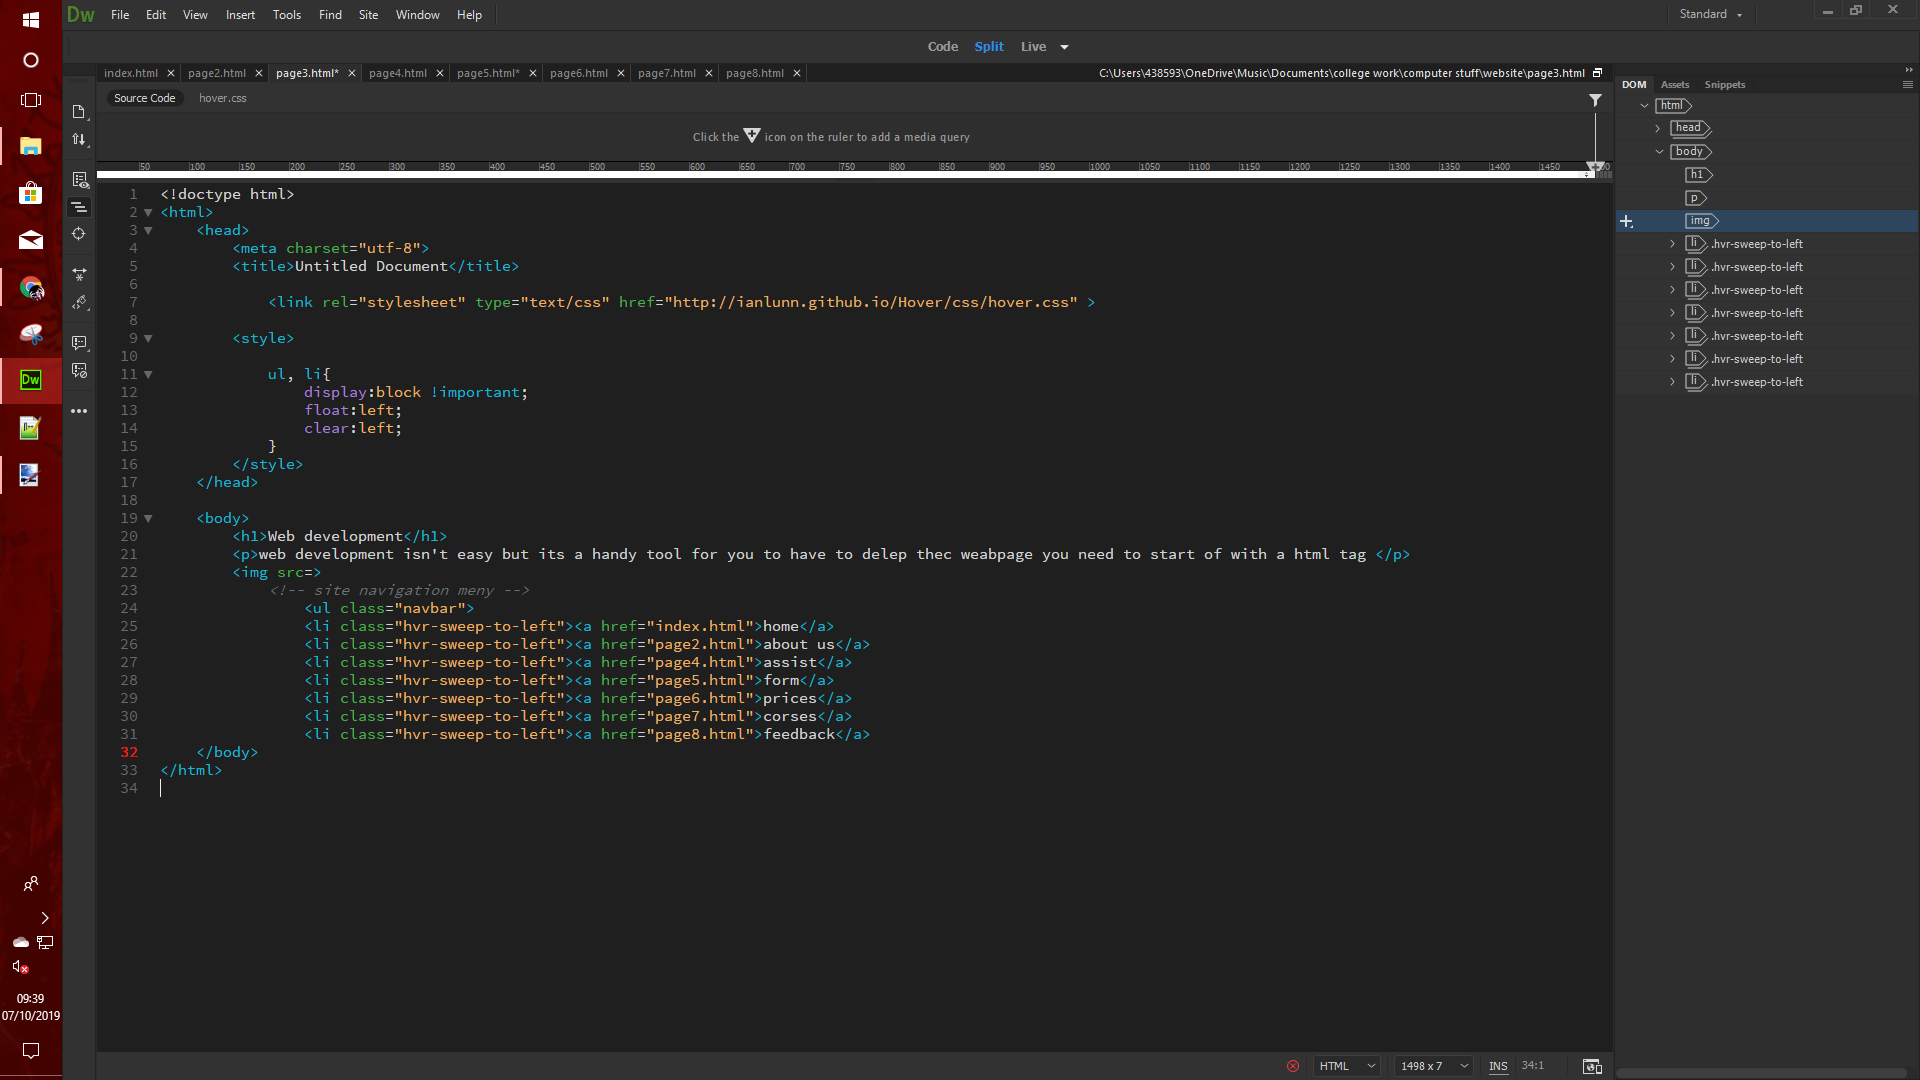 Dw File Edit View Insert Tools Find Site Window Help Standard
Code Split Live
index.html page2.html page3.html* page4.html page5.html* page6.html page7.html page8.html C:\Users\438593\OneDrive\Music\Documents\college work\computer stuff\website\page3.html
Source Code hover.css
Click the icon on the ruler to add a media query
50 100 150 200 250 300 350 400 450 500 550 600 650 700 750 800 850 900 950 1000 1050 1100 1150 1200 1250 1300 1350 1400 1450
1 <!doctype html>
2 <html>
3 <head>
4 <meta charset="utf-8">
5 <title>Untitled Document</title>
6
7 <link rel="stylesheet" type="text/css" href="http://ianlunn.github.io/Hover/css/hover.css" >
8
9 <style>
10
11 ul, li{
12 display:block !important;
13 float:left;
14 clear:left;
15 }
16 </style>
17 </head>
18
19 <body>
20 <h1>Web development</h1>
21 <p>web development isn't easy but its a handy tool for you to have to delep thec weabpage you need to start of with a html tag </p>
22 <img src=>
23 <!-- site navigation meny -->
24 <ul class="navbar">
25 <li class="hvr-sweep-to-left"><a href="index.html">home</a>
26 <li class="hvr-sweep-to-left"><a href="page2.html">about us</a>
27 <li class="hvr-sweep-to-left"><a href="page4.html">assist</a>
28 <li class="hvr-sweep-to-left"><a href="page5.html">form</a>
29 <li class="hvr-sweep-to-left"><a href="page6.html">prices</a>
30 <li class="hvr-sweep-to-left"><a href="page7.html">corses</a>
31 <li class="hvr-sweep-to-left"><a href="page8.html">feedback</a>
32 </body>
33 </html>
34
DOM Assets Snippets
html
head
body
h1
p
img
li .hvr-sweep-to-left
li .hvr-sweep-to-left
li .hvr-sweep-to-left
li .hvr-sweep-to-left
li .hvr-sweep-to-left
li .hvr-sweep-to-left
li .hvr-sweep-to-left
Dw
09:39
07/10/2019
HTML 1498 x 7 INS 34:1